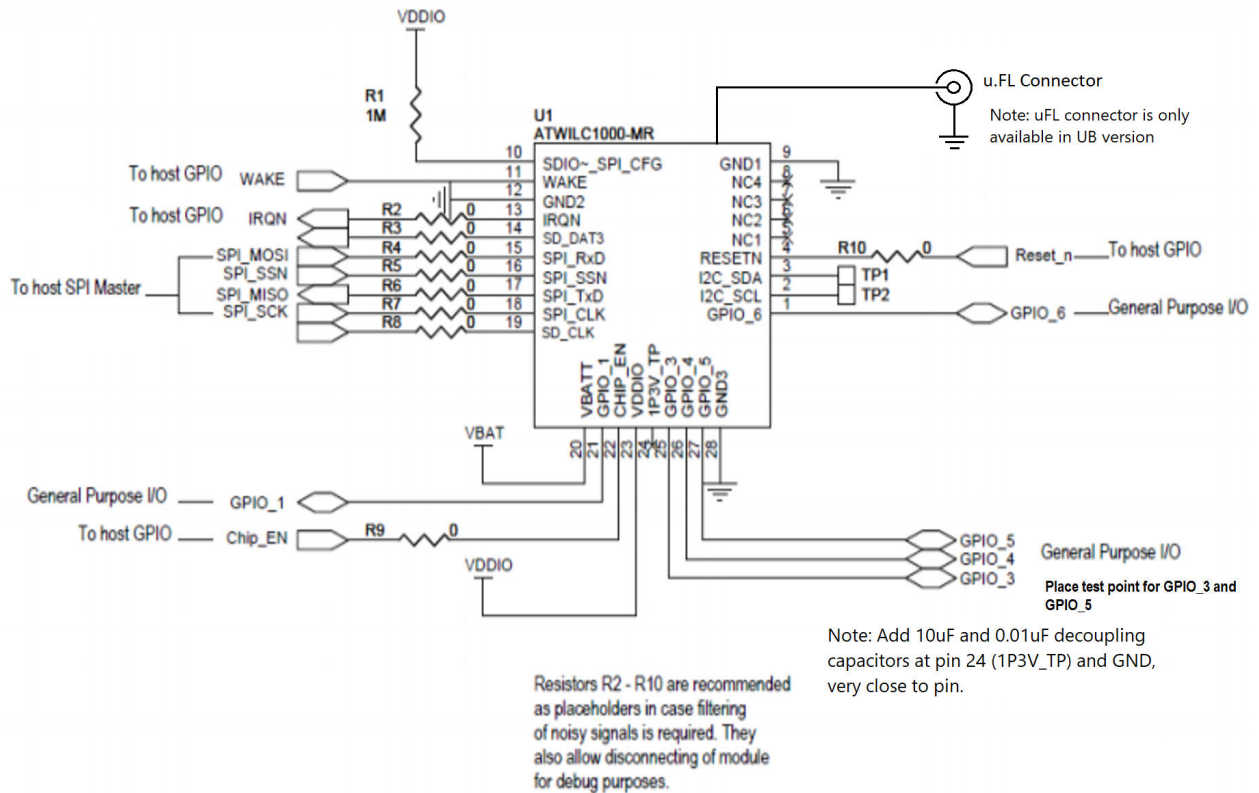 VDDIO
R1
1M
U1
ATWILC1000-MR
u.FL Connector
Note: uFL connector is only
available in UB version
10 SDIO~_SPI_CFG
11 WAKE
12 GND2
13 IRQN
14 SD_DAT3
15 SPI_RxD
16 SPI_SSN
17 SPI_TxD
18 SPI_CLK
19 SD_CLK
GND1 9
NC4 8
NC3 7
NC2 6
NC1 5
RESETN 4
I2C_SDA 3
I2C_SCL 2
GPIO_6 1
To host GPIO WAKE
To host GPIO IRQN
R2 0
R3 0
R4 0
R5 0
R6 0
R7 0
R8 0
To host SPI Master
SPI_MOSI
SPI_SSN
SPI_MISO
SPI_SCK
R10 0 Reset_n To host GPIO
TP1
TP2
GPIO_6 General Purpose I/O
VBATT
GPIO_1
CHIP_EN
VDDIO
1P3V_TP
GPIO_3
GPIO_4
GPIO_5
GND3
20
21
22
23
24
25
26
27
28
VBAT
General Purpose I/O GPIO_1
To host GPIO Chip_EN R9 0
VDDIO
GPIO_5
GPIO_4
GPIO_3
General Purpose I/O
Place test point for GPIO_3 and
GPIO_5
Note: Add 10uF and 0.01uF decoupling
capacitors at pin 24 (1P3V_TP) and GND,
very close to pin.
Resistors R2 - R10 are recommended
as placeholders in case filtering
of noisy signals is required. They
also allow disconnecting of module
for debug purposes.